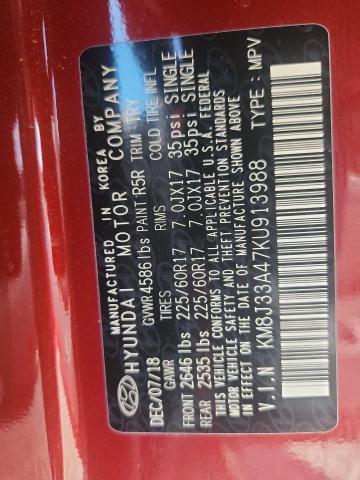 MANUFACTURED IN KOREA BY
HYUNDAI MOTOR COMPANY
DEC/07/18 GVWR 4586 lbs PAINT R5R TRIM TRY
GAWR TIRES RIMS COLD TIRE INFL
FRONT 2646 lbs 225/60R17 7.0JX17 35psi SINGLE
REAR 2535 lbs 225/60R17 7.0JX17 35psi SINGLE
THIS VEHICLE CONFORMS TO ALL APPLICABLE U.S.A. FEDERAL
MOTOR VEHICLE SAFETY BUMPER AND THEFT PREVENTION STANDARDS
IN EFFECT ON THE DATE OF MANUFACTURE SHOWN ABOVE
V.I.N KM8J33A47KU913988 TYPE : MPV